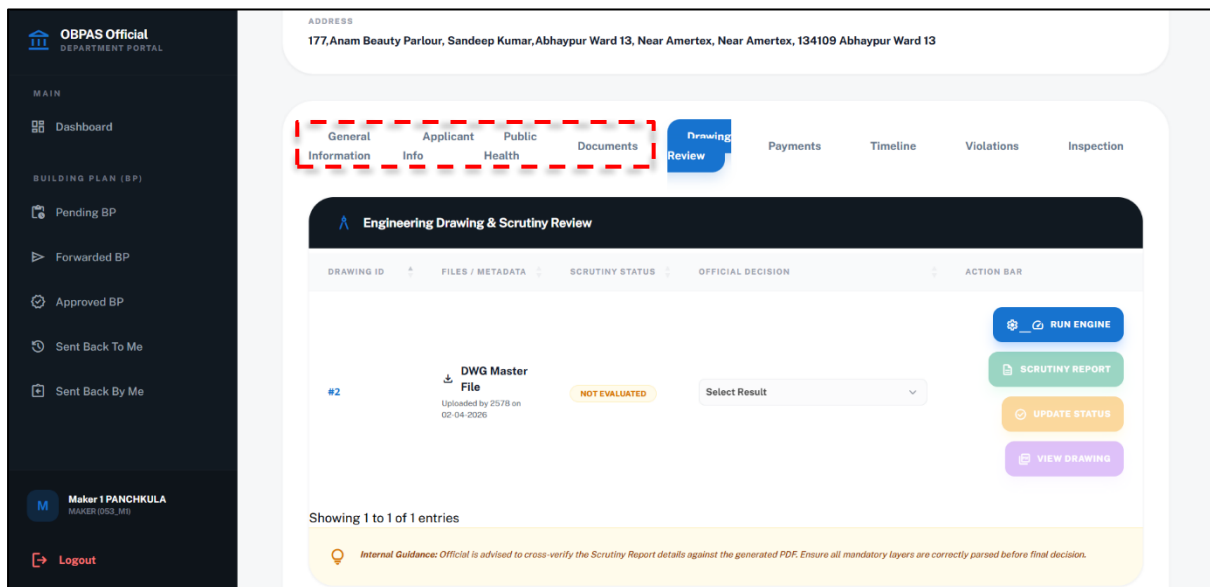 OBPAS Official
DEPARTMENT PORTAL
MAIN
Dashboard
BUILDING PLAN (BP)
Pending BP
Forwarded BP
Approved BP
Sent Back To Me
Sent Back By Me
M
Maker 1 PANCHKULA
MAKER (053_M1)
Logout
ADDRESS
177,Anam Beauty Parlour, Sandeep Kumar,Abhaypur Ward 13, Near Amertex, Near Amertex, 134109 Abhaypur Ward 13
General Information
Applicant Info
Public Health
Documents
Drawing Review
Payments
Timeline
Violations
Inspection
Engineering Drawing & Scrutiny Review
DRAWING ID
FILES / METADATA
SCRUTINY STATUS
OFFICIAL DECISION
ACTION BAR
#2
DWG Master
File
Uploaded by 2578 on
02-04-2026
NOT EVALUATED
Select Result
RUN ENGINE
SCRUTINY REPORT
UPDATE STATUS
VIEW DRAWING
Showing 1 to 1 of 1 entries
Internal Guidance: Official is advised to cross-verify the Scrutiny Report details against the generated PDF. Ensure all mandatory layers are correctly parsed before final decision.